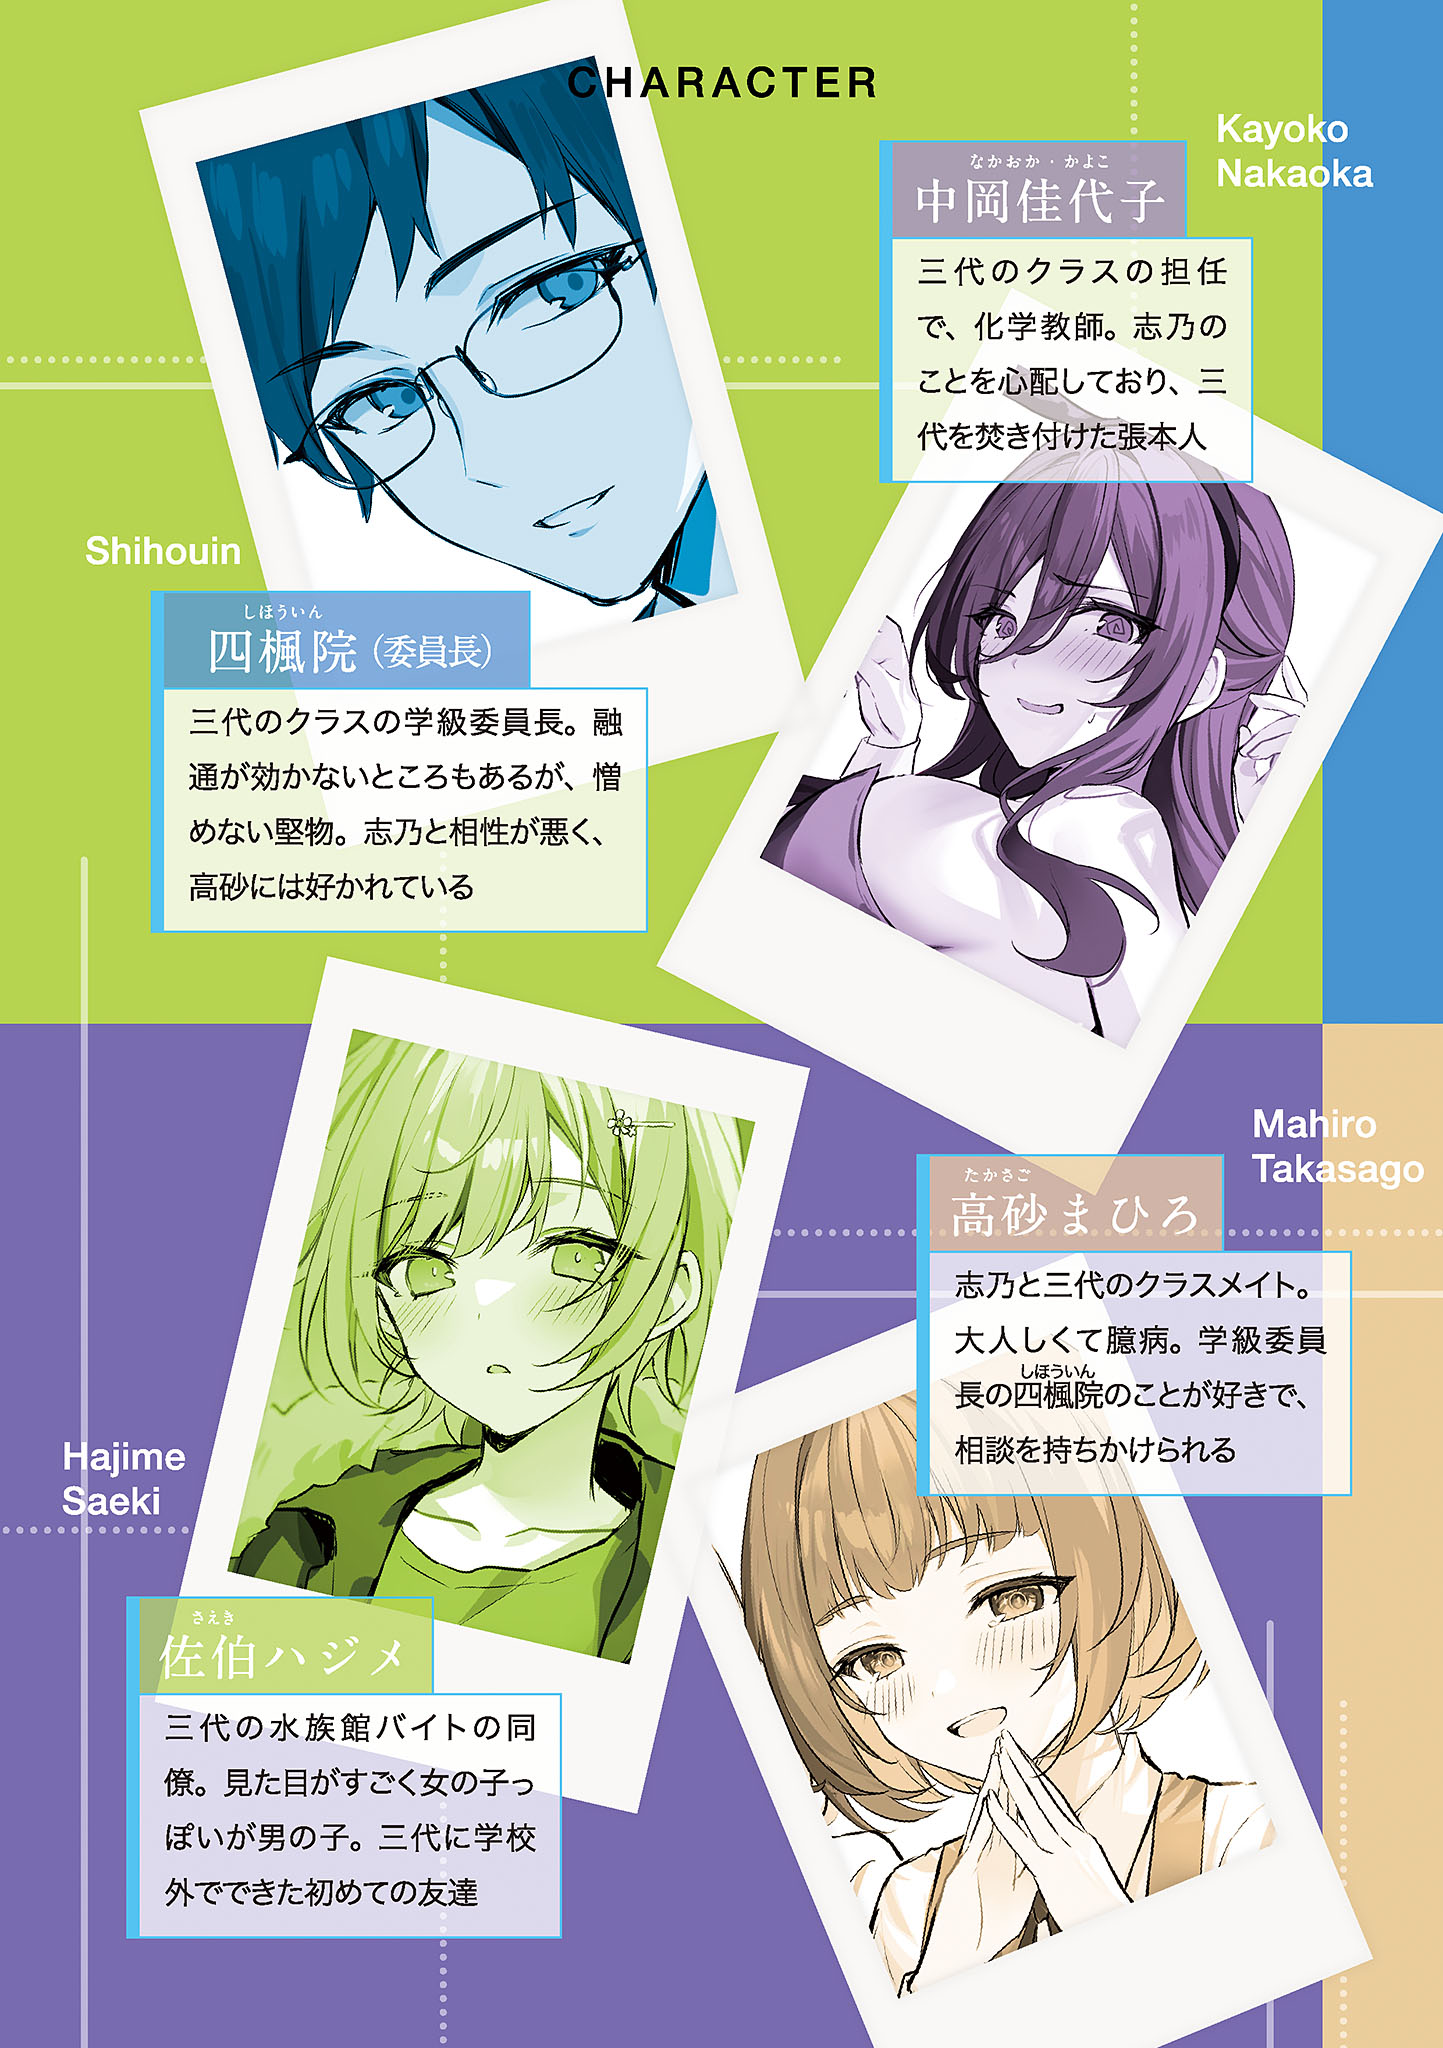 CHARACTER
Kayoko
Nakaoka
なかおか・かよこ
中岡佳代子
三代のクラスの担任
で、化学教師。志乃の
ことを心配しており、三
代を焚き付けた張本人
Shihouin
しほういん
四楓院（委員長）
三代のクラスの学級委員長。融
通が効かないところもあるが、憎
めない堅物。志乃と相性が悪く、
高砂には好かれている
Mahiro
Takasago
たかさご
高砂まひろ
志乃と三代のクラスメイト。
大人しくて臆病。学級委員
しほういん
長の四楓院のことが好きで、
相談を持ちかけられる
Hajime
Saeki
さえき
佐伯ハジメ
三代の水族館バイトの同
僚。見た目がすごく女の子っ
ぽいが男の子。三代に学校
外でできた初めての友達